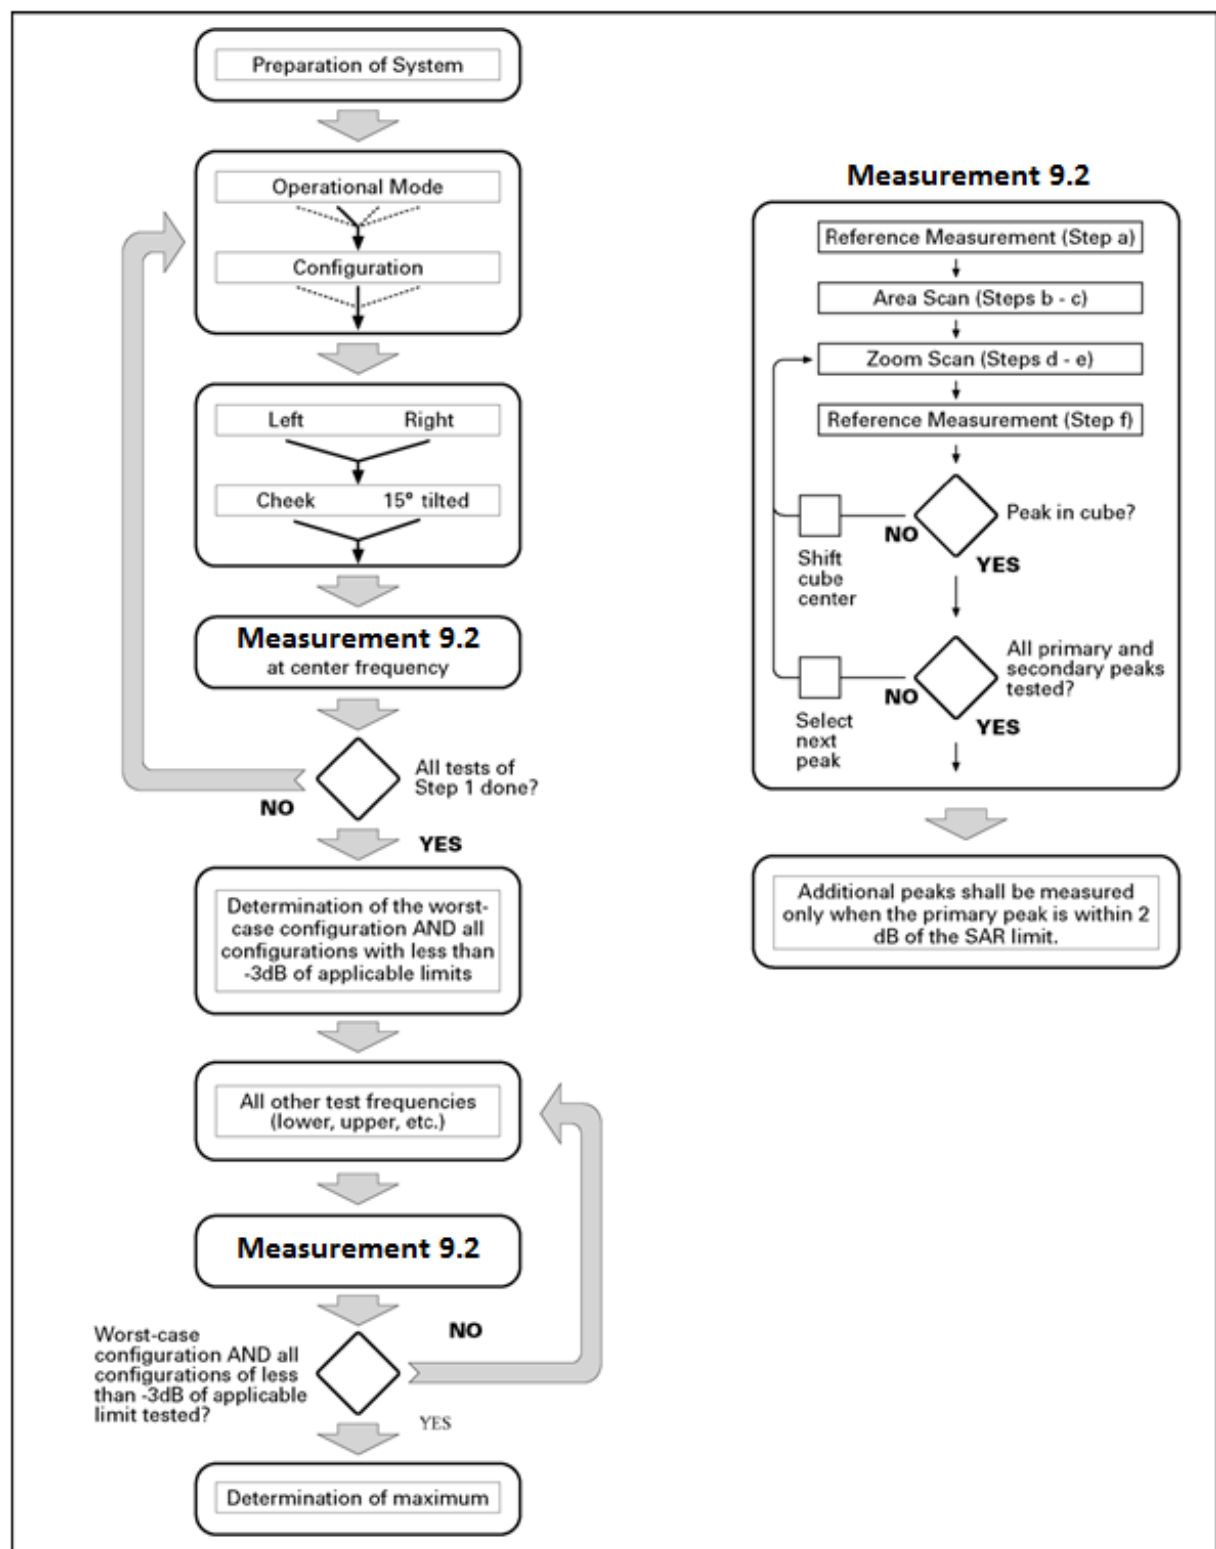 Preparation of System
Operational Mode
Configuration
Left Right
Cheek 15° tilted
Measurement 9.2
at center frequency
All tests of
Step 1 done?
NO
YES
Determination of the worst-
case configuration AND all
configurations with less than
-3dB of applicable limits
All other test frequencies
(lower, upper, etc.)
Measurement 9.2
NO
Worst-case
configuration AND all
configurations of less
than -3dB of applicable
limit tested?
YES
Determination of maximum
Measurement 9.2
Reference Measurement (Step a)
Area Scan (Steps b - c)
Zoom Scan (Steps d - e)
Reference Measurement (Step f)
Peak in cube?
NO
YES
Shift
cube
center
All primary and
secondary peaks
tested?
NO
YES
Select
next
peak
Additional peaks shall be measured
only when the primary peak is within 2
dB of the SAR limit.